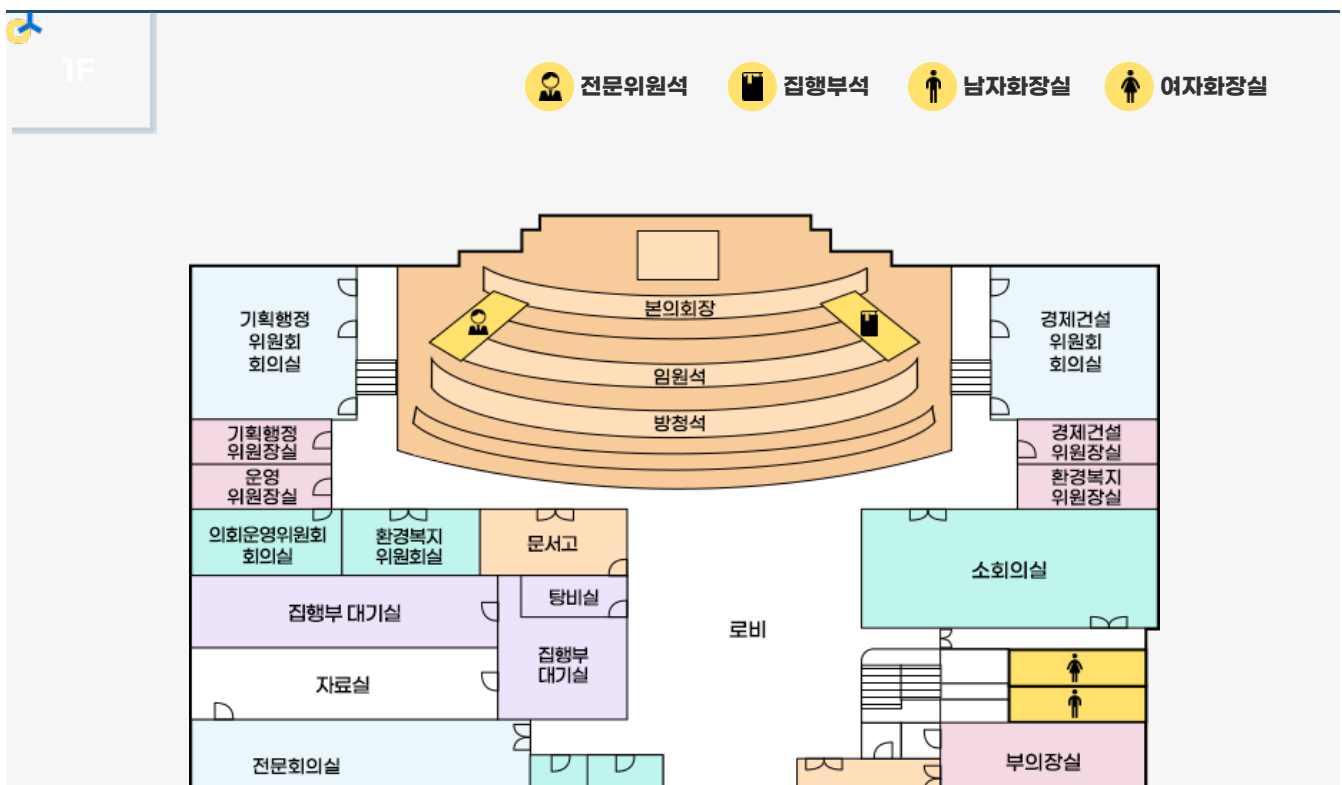 1F
전문위원석
집행부석
남자화장실
여자화장실
본의회장
임원석
방청석
기획행정
위원회
회의실
경제건설
위원회
회의실
기획행정
위원장실
운영
위원장실
경제건설
위원장실
환경복지
위원장실
의회운영위원회
회의실
환경복지
위원회실
문서고
소회의실
집행부 대기실
탕비실
집행부
대기실
로비
자료실
전문회의실
부의장실